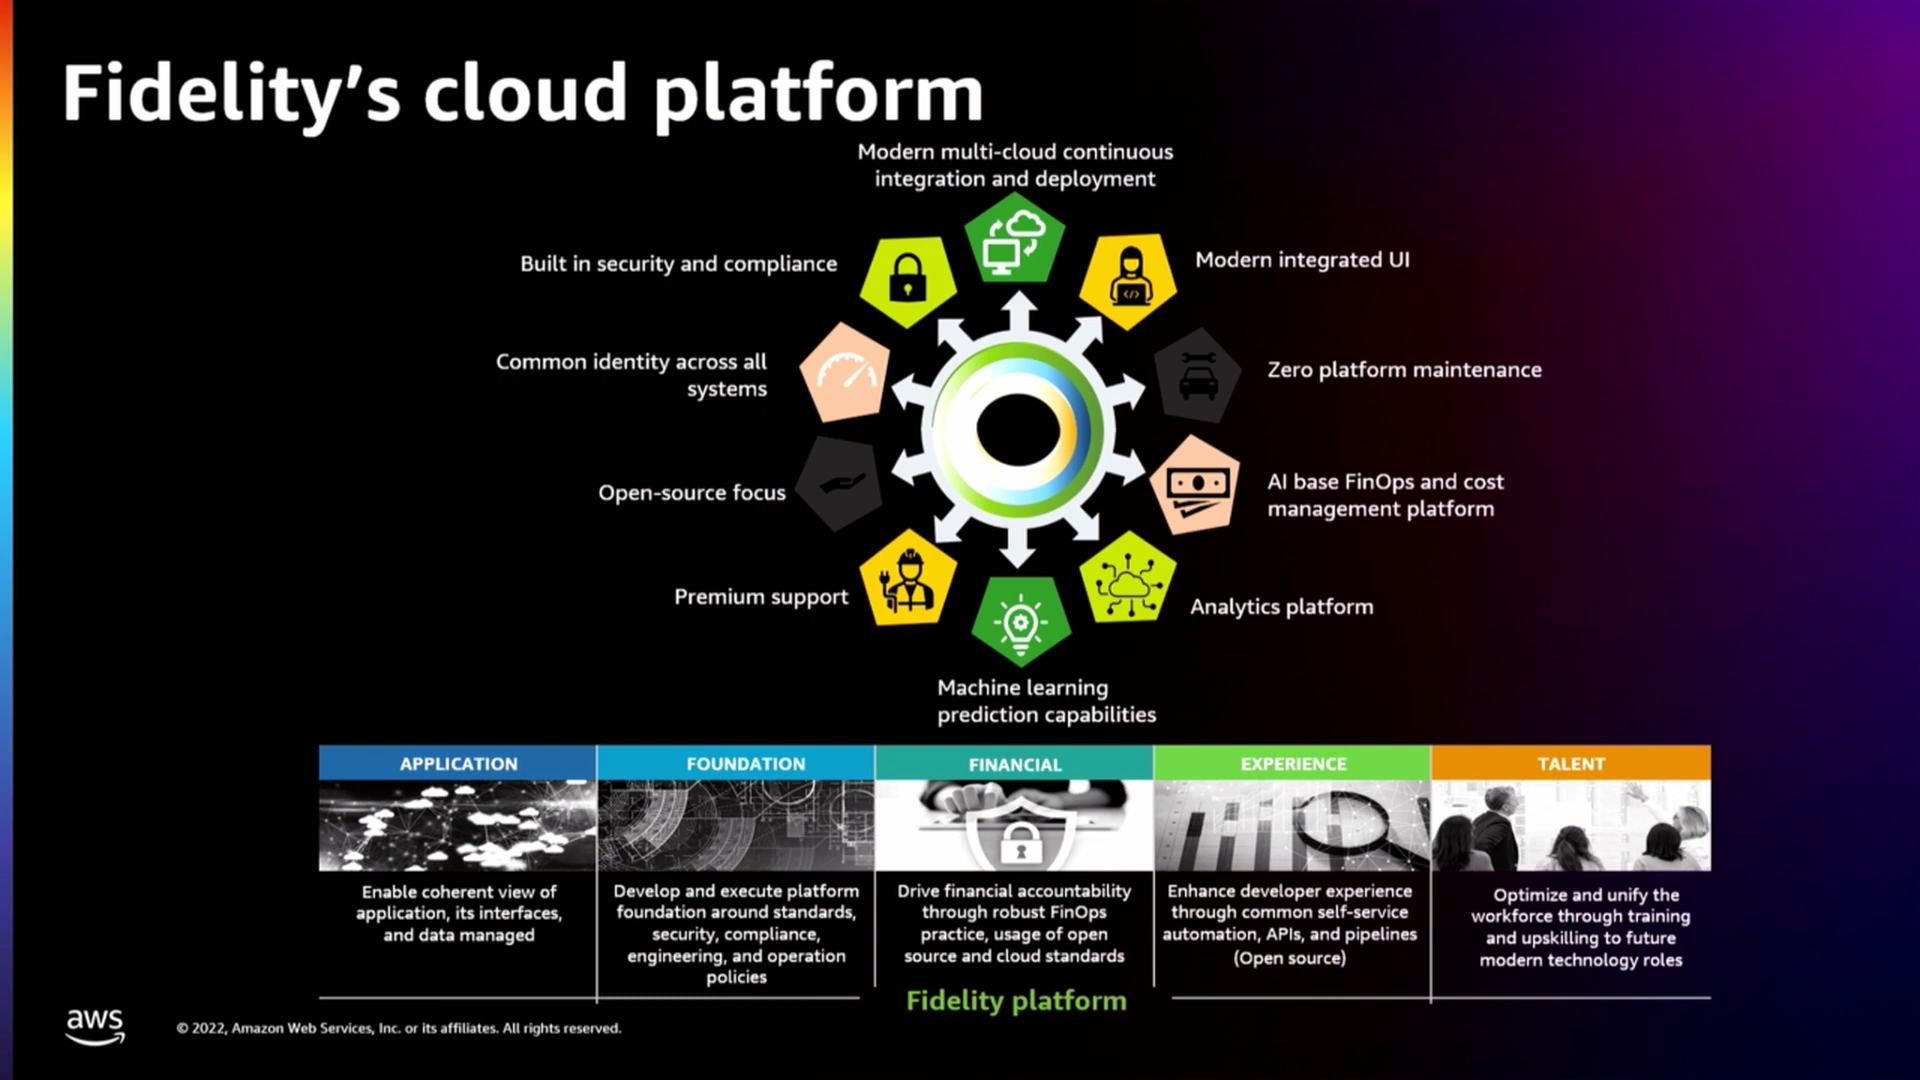 Fidelity's cloud platform
Modern multi-cloud continuous
integration and deployment
Built in security and compliance
Modern integrated UI
Common identity across all
systems
Zero platform maintenance
Open-source focus
AI base FinOps and cost
management platform
Premium support
Analytics platform
Machine learning
prediction capabilities
APPLICATION
Enable coherent view of
application, its interfaces,
and data managed
FOUNDATION
Develop and execute platform
foundation around standards,
security, compliance,
engineering, and operation
policies
FINANCIAL
Drive financial accountability
through robust FinOps
practice, usage of open
source and cloud standards
EXPERIENCE
Enhance developer experience
through common self-service
automation, APIs, and pipelines
(Open source)
TALENT
Optimize and unify the
workforce through training
and upskilling to future
modern technology roles
Fidelity platform
aws
© 2022, Amazon Web Services, Inc. or its affiliates. All rights reserved.